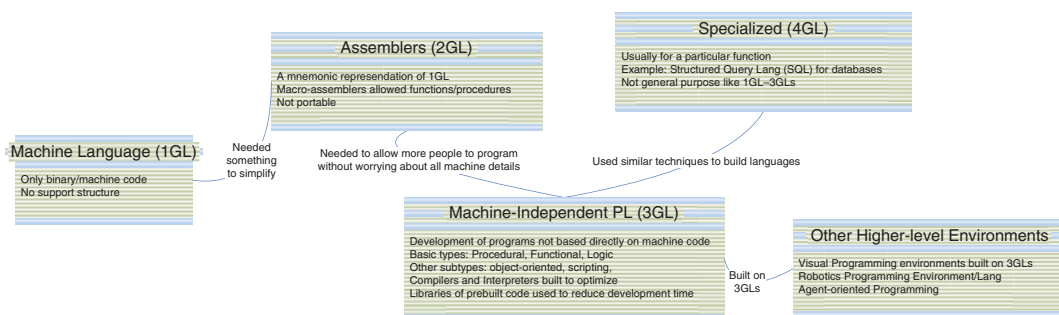 Machine Language (1GL)
Only binary/machine code
No support structure
Needed
something
to simplify
Assemblers (2GL)
A mnemonic representation of 1GL
Macro-assemblers allowed functions/procedures
Not portable
Needed to allow more people to program
without worrying about all machine details
Specialized (4GL)
Usually for a particular function
Example: Structured Query Lang (SQL) for databases
Not general purpose like 1GL–3GLs
Used similar techniques to build languages
Machine-Independent PL (3GL)
Development of programs not based directly on machine code
Basic types: Procedural, Functional, Logic
Other subtypes: object-oriented, scripting,
Compilers and Interpreters built to optimize
Libraries of prebuilt code used to reduce development time
Built on
3GLs
Other Higher-level Environments
Visual Programming environments built on 3GLs
Robotics Programming Environment/Lang
Agent-oriented Programming